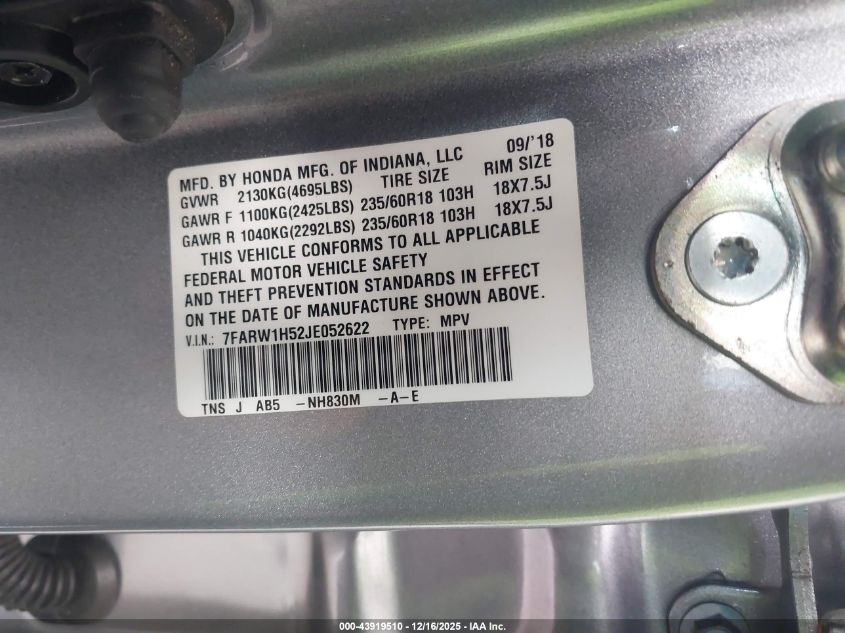 MFD. BY HONDA MFG. OF INDIANA, LLC 09/'18
GVWR 2130KG(4695LBS) TIRE SIZE RIM SIZE
GAWR F 1100KG(2425LBS) 235/60R18 103H 18X7.5J
GAWR R 1040KG(2292LBS) 235/60R18 103H 18X7.5J
THIS VEHICLE CONFORMS TO ALL APPLICABLE
FEDERAL MOTOR VEHICLE SAFETY
AND THEFT PREVENTION STANDARDS IN EFFECT
ON THE DATE OF MANUFACTURE SHOWN ABOVE.
V.I.N.: 7FARW1H52JE052622 TYPE: MPV
TNS J AB5 -NH830M -A-E
000-43919510 - 12/16/2025 - IAA Inc.